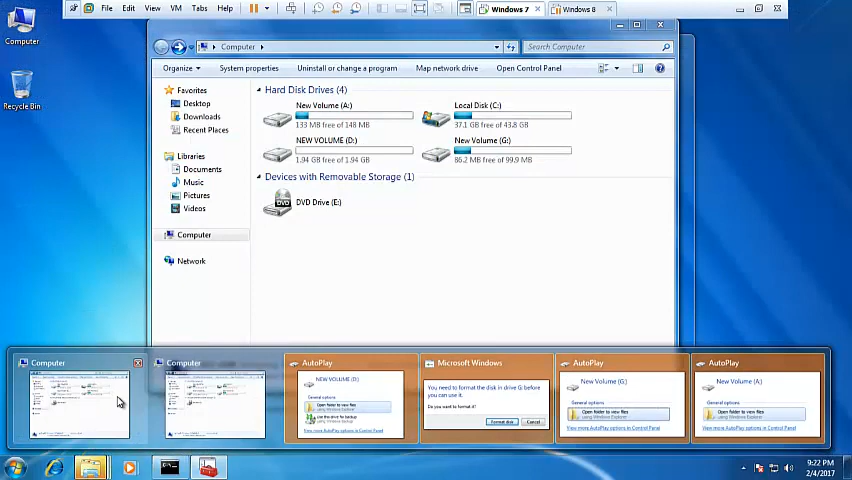 File Edit View VM Tabs Help Windows 7 Windows 8
Computer
Recycle Bin
Computer
Search Computer
Organize System properties Uninstall or change a program Map network drive Open Control Panel
Favorites
Desktop
Downloads
Recent Places
Libraries
Documents
Music
Pictures
Videos
Computer
Network
Hard Disk Drives (4)
New Volume (A:)
133 MB free of 148 MB
Local Disk (C:)
37.1 GB free of 43.8 GB
NEW VOLUME (D:)
1.94 GB free of 1.94 GB
New Volume (G:)
86.2 MB free of 99.9 MB
Devices with Removable Storage (1)
DVD
DVD Drive (E:)
Computer
Computer
AutoPlay
NEW VOLUME (D:)
General options
Open folder to view files
using Windows Explorer
Use this drive for backup
using Windows Backup
View more AutoPlay options in Control Panel
Microsoft Windows
You need to format the disk in drive G: before
you can use it.
Do you want to format it?
Format disk Cancel
AutoPlay
New Volume (G:)
General options
Open folder to view files
using Windows Explorer
View more AutoPlay options in Control Panel
AutoPlay
New Volume (A:)
General options
Open folder to view files
using Windows Explorer
View more AutoPlay options in Control Panel
9:22 PM
2/4/2017